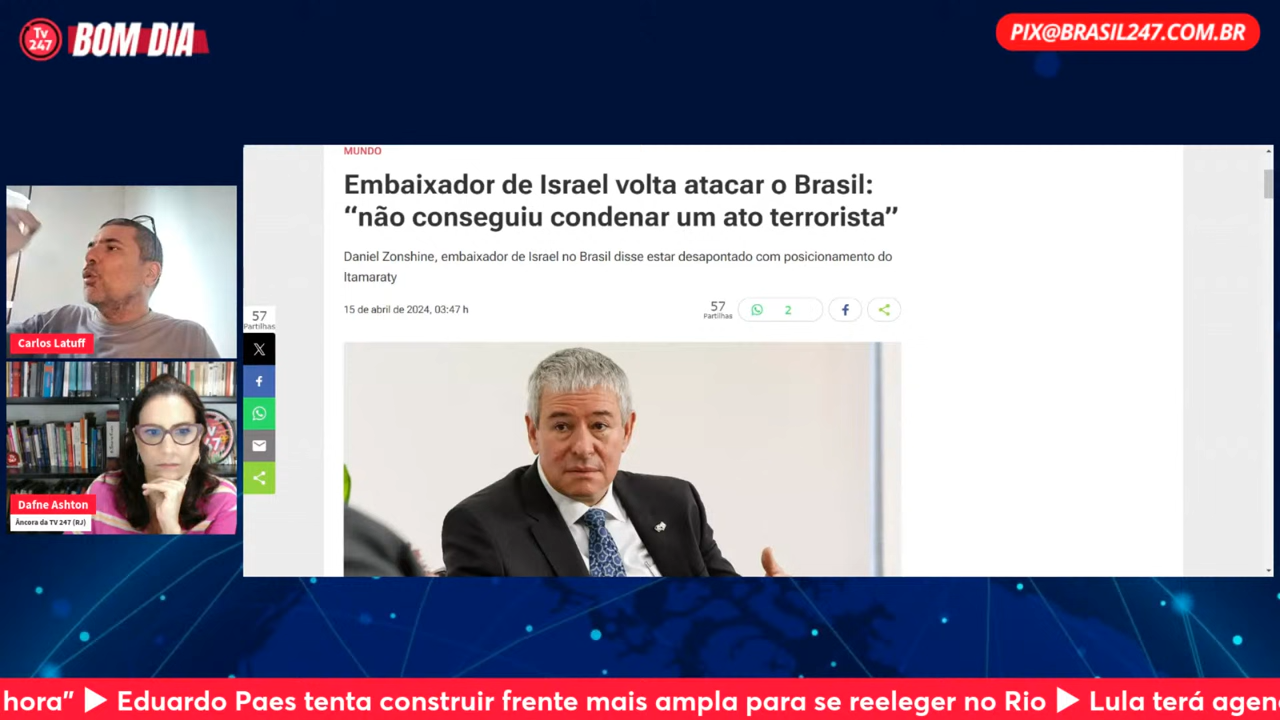 Tv 247 BOM DIA
PIX@BRASIL247.COM.BR
MUNDO
Embaixador de Israel volta atacar o Brasil:
“não conseguiu condenar um ato terrorista”
Daniel Zonshine, embaixador de Israel no Brasil disse estar desapontado com posicionamento do
Itamaraty
15 de abril de 2024, 03:47 h
57
Partilhas
2
57
Partilhas
Carlos Latuff
TV 247
Dafne Ashton
Âncora da TV 247 (RJ)
hora” ▶ Eduardo Paes tenta construir frente mais ampla para se reeleger no Rio ▶ Lula terá agen